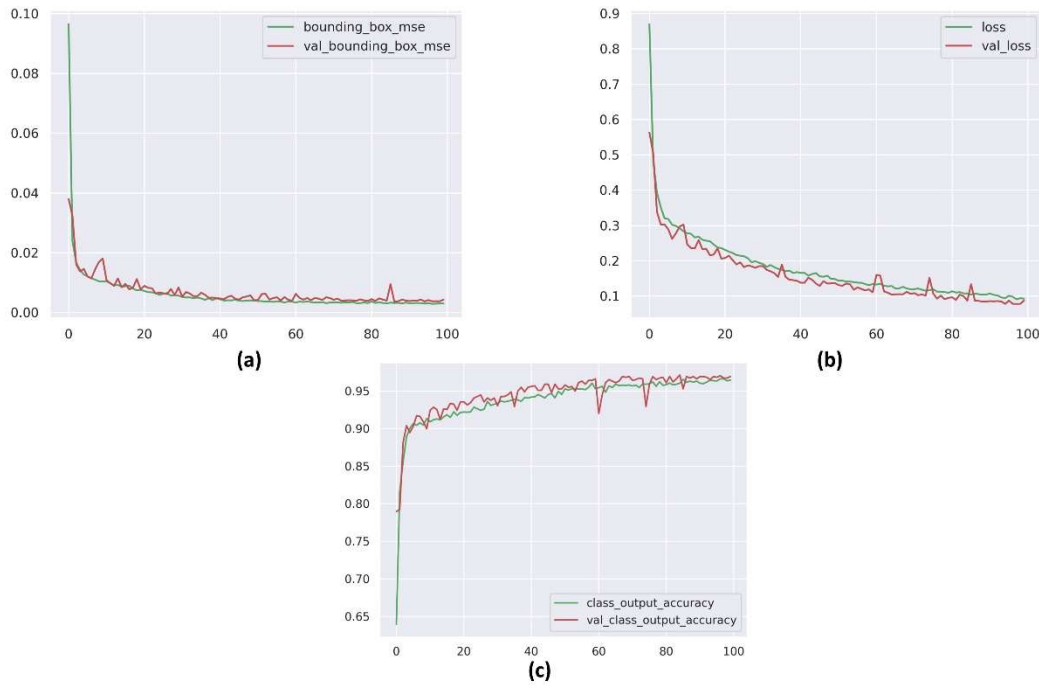 0.10
0.08
0.06
0.04
0.02
0.00
0 20 40 60 80 100
bounding_box_mse
val_bounding_box_mse
(a)
0.9
0.8
0.7
0.6
0.5
0.4
0.3
0.2
0.1
0 20 40 60 80 100
loss
val_loss
(b)
0.95
0.90
0.85
0.80
0.75
0.70
0.65
0 20 40 60 80 100
class_output_accuracy
val_class_output_accuracy
(c)